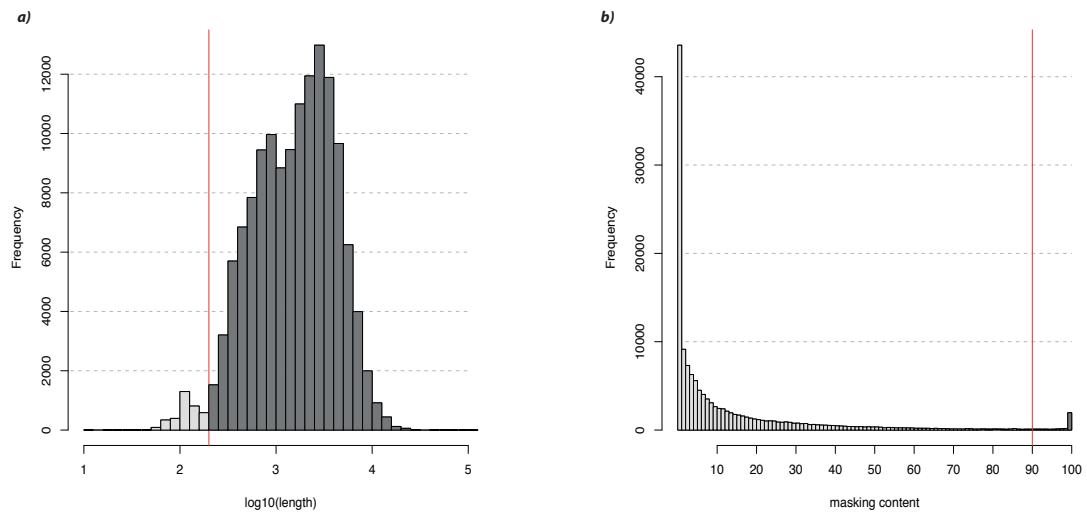 a)
Frequency
0 2000 4000 6000 8000 10000 12000
1 2 3 4 5
log10(length)
b)
Frequency
0 10000 20000 30000 40000
10 20 30 40 50 60 70 80 90 100
masking content